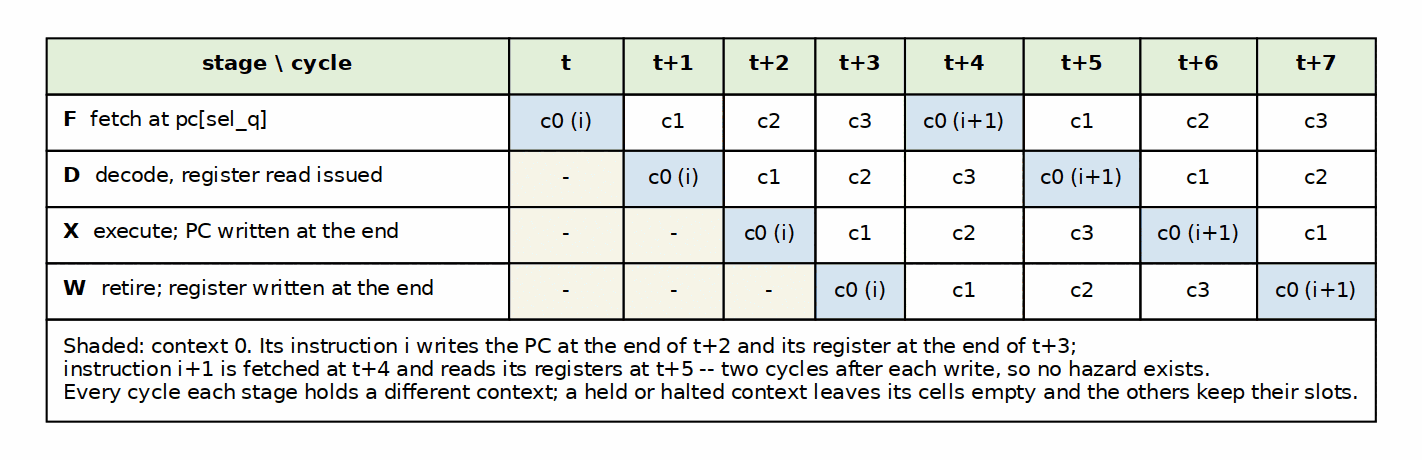 stage \ cycle t t+1 t+2 t+3 t+4 t+5 t+6 t+7
F fetch at pc[sel_q] c0 (i) c1 c2 c3 c0 (i+1) c1 c2 c3
D decode, register read issued - c0 (i) c1 c2 c3 c0 (i+1) c1 c2
X execute; PC written at the end - - c0 (i) c1 c2 c3 c0 (i+1) c1
W retire; register written at the end - - - c0 (i) c1 c2 c3 c0 (i+1)
Shaded: context 0. Its instruction i writes the PC at the end of t+2 and its register at the end of t+3;
instruction i+1 is fetched at t+4 and reads its registers at t+5 -- two cycles after each write, so no hazard exists.
Every cycle each stage holds a different context; a held or halted context leaves its cells empty and the others keep their slots.